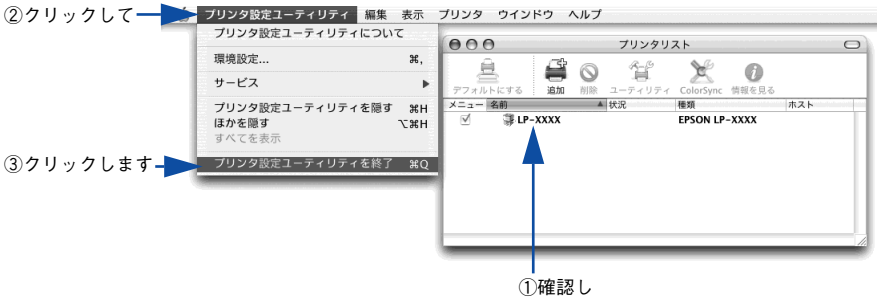 ②クリックして
プリンタ設定ユーティリティ 編集 表示 プリンタ ウインドウ ヘルプ
プリンタ設定ユーティリティについて
環境設定... ⌘,
サービス ▶
プリンタ設定ユーティリティを隠す ⌘H
ほかを隠す ⌥⌘H
すべてを表示
③クリックします
プリンタ設定ユーティリティを終了 ⌘Q
プリンタリスト
デフォルトにする 追加 削除 ユーティリティ ColorSync 情報を見る
メニュー 名前 ▲ 状況 種類 ホスト
LP-XXXX EPSON LP-XXXX
①確認し